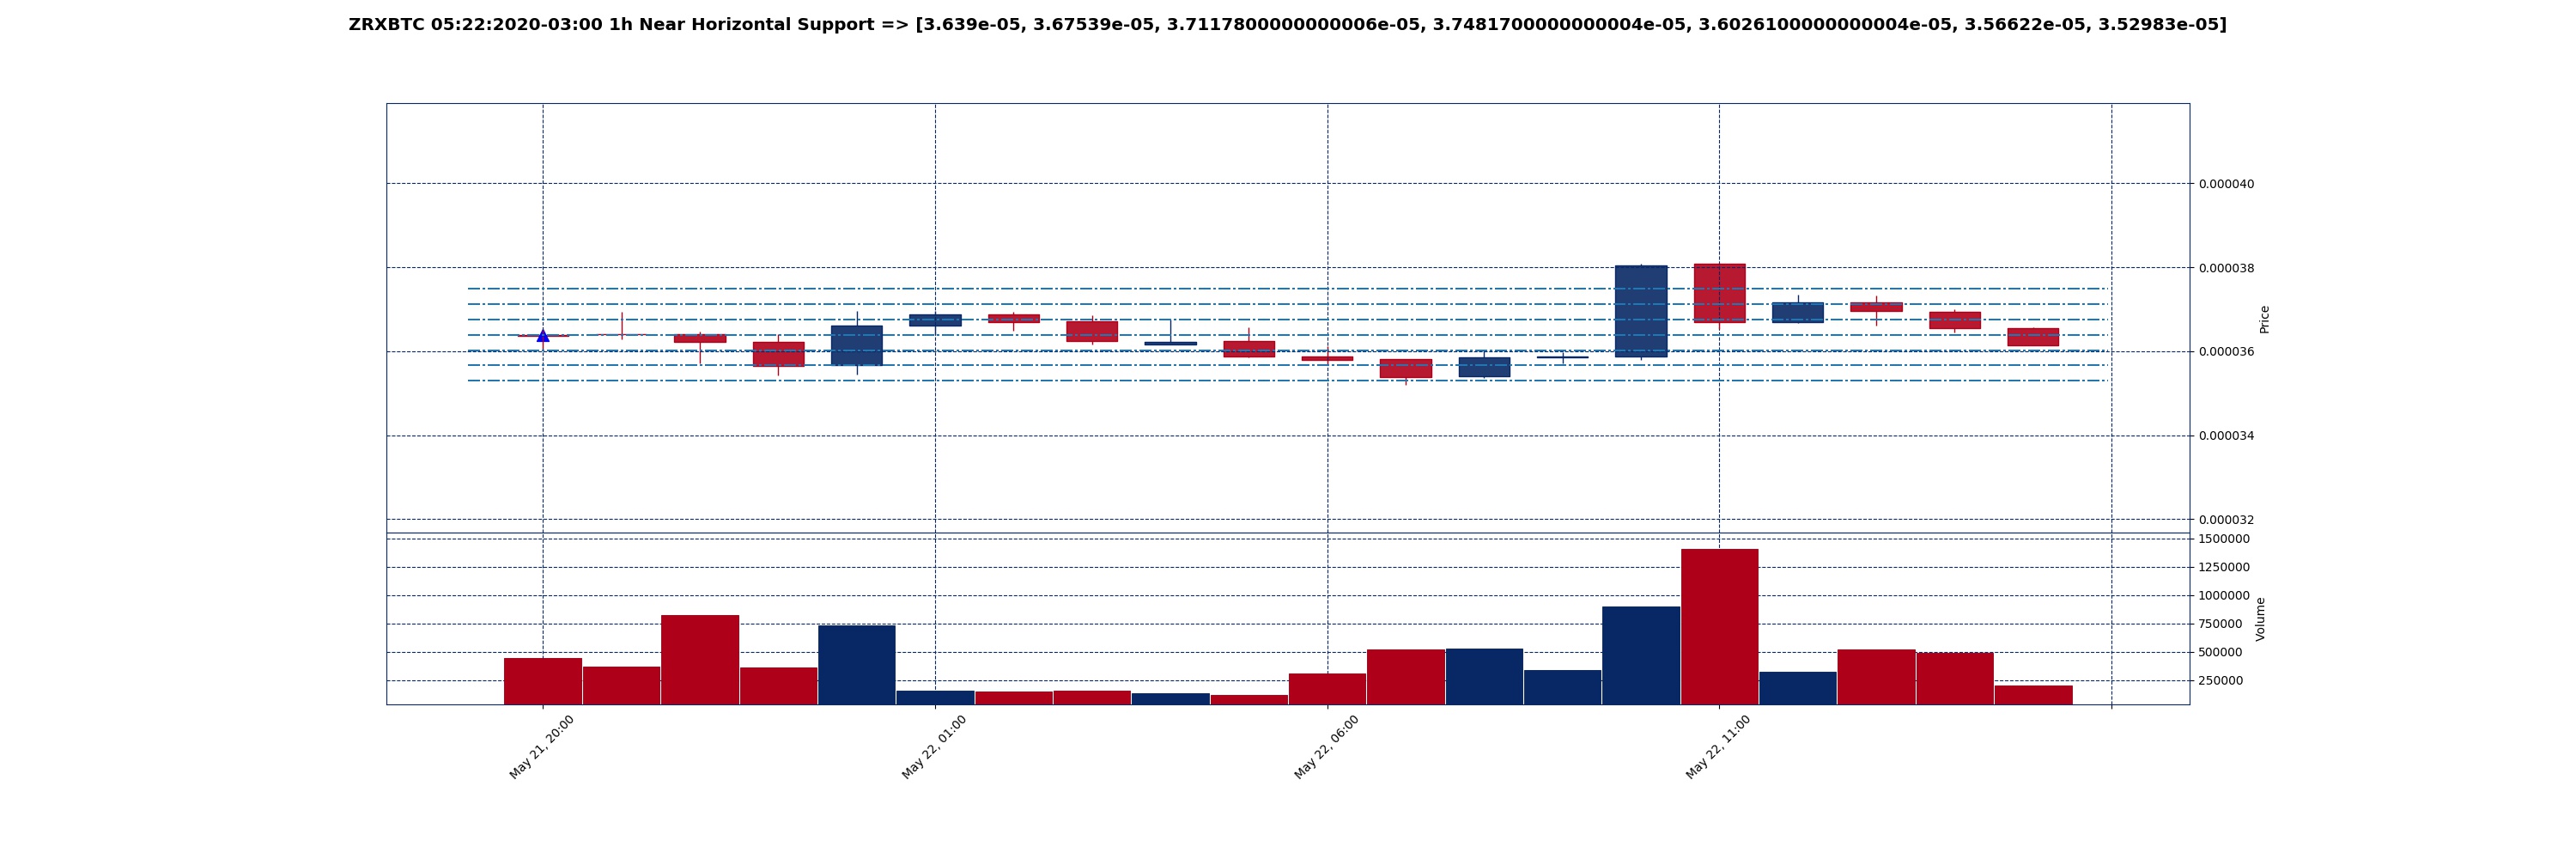 ZRXBTC 05:22:2020-03:00 1h Near Horizontal Support => [3.639e-05, 3.67539e-05, 3.7117800000000006e-05, 3.7481700000000004e-05, 3.6026100000000004e-05, 3.56622e-05, 3.52983e-05]
0.000040
0.000038
Price
0.000036
0.000034
0.000032
1500000
1250000
1000000
Volume
750000
500000
250000
May 21, 20:00
May 22, 01:00
May 22, 06:00
May 22, 11:00